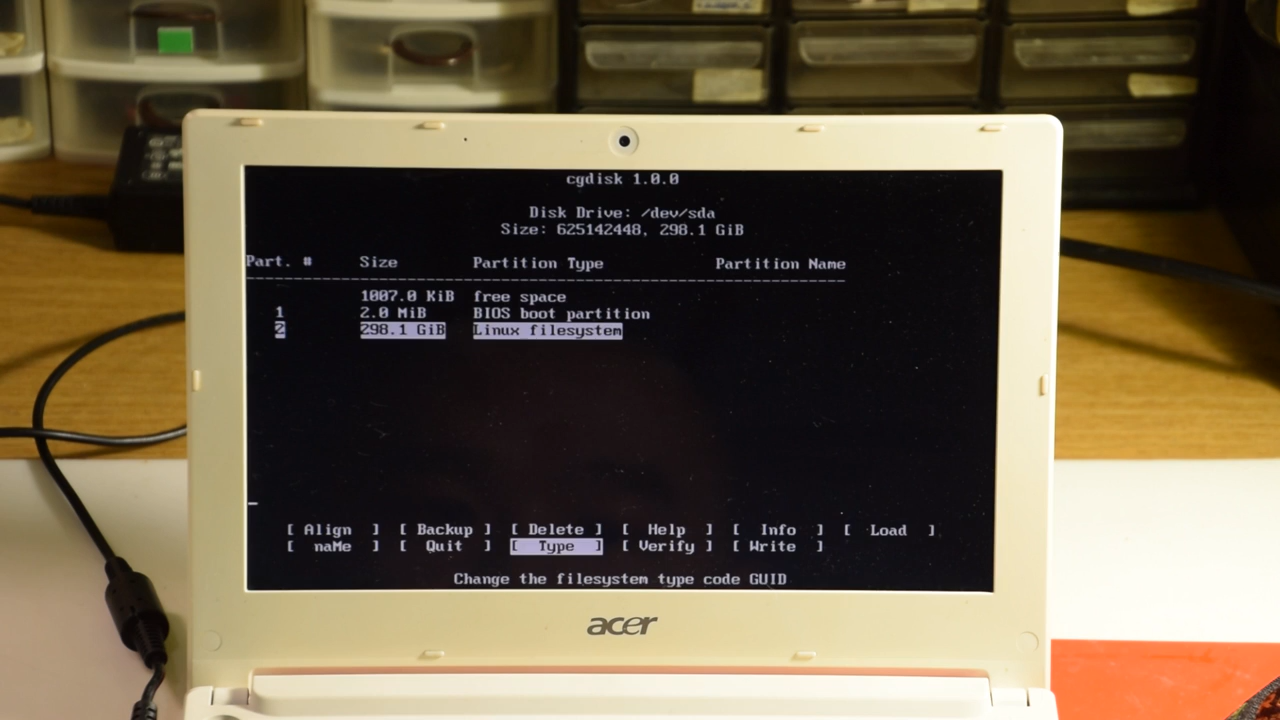 cgdisk 1.0.0
Disk Drive: /dev/sda
Size: 625142448, 298.1 GiB
Part. # Size Partition Type Partition Name
----------------------------------------------------------------
1007.0 KiB free space
1 2.0 MiB BIOS boot partition
2 298.1 GiB Linux filesystem
[ Align ] [ Backup ] [ Delete ] [ Help ] [ Info ] [ Load ]
[ naMe ] [ Quit ] [ Type ] [ Verify ] [ Write ]
Change the filesystem type code GUID
acer